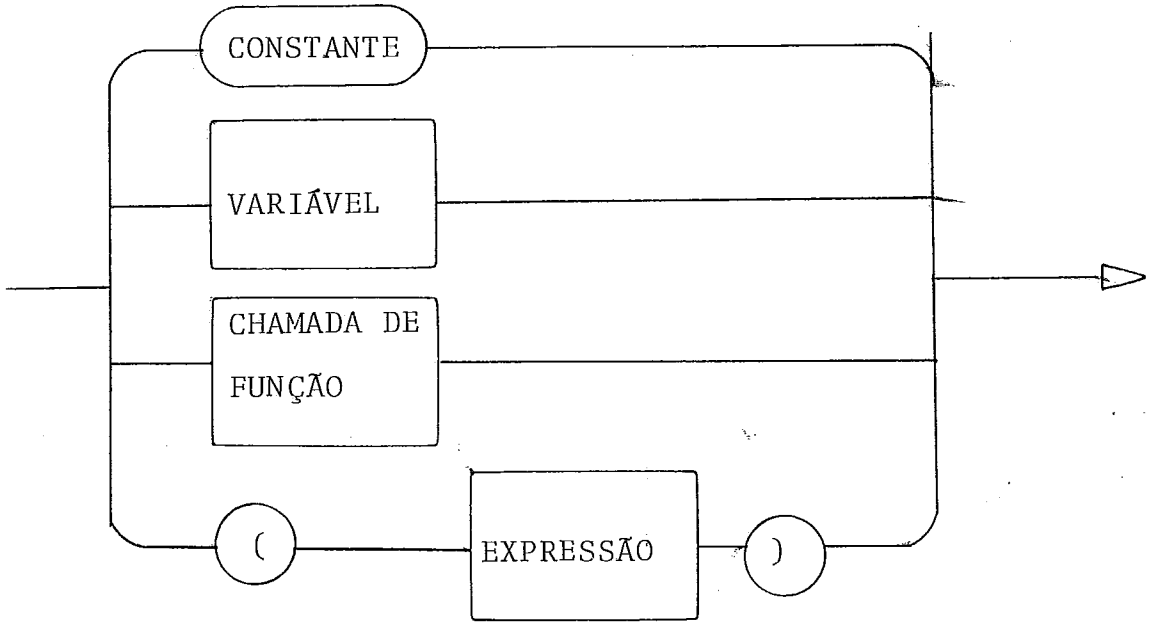 CONSTANTE
VARIÁVEL
CHAMADA DE
FUNÇÃO
( EXPRESSÃO )